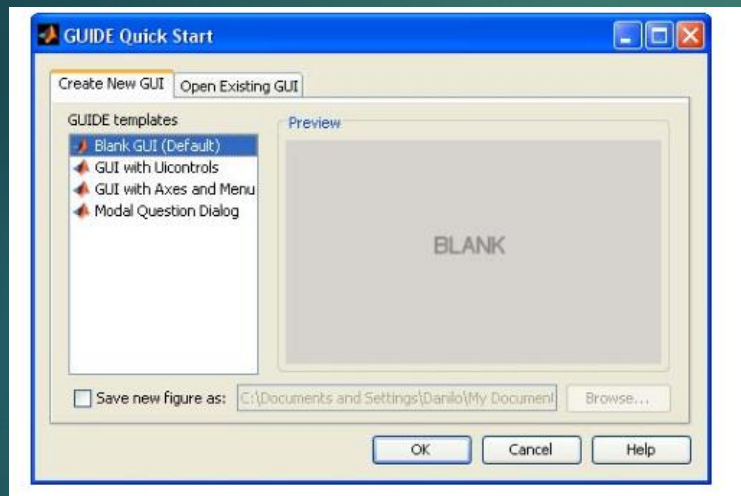 GUIDE Quick Start
Create New GUI
Open Existing GUI
GUIDE templates
Blank GUI (Default)
GUI with Uicontrols
GUI with Axes and Menu
Modal Question Dialog
Preview
BLANK
Save new figure as:
C:\Documents and Settings\Danilo\My Document
Browse...
OK
Cancel
Help